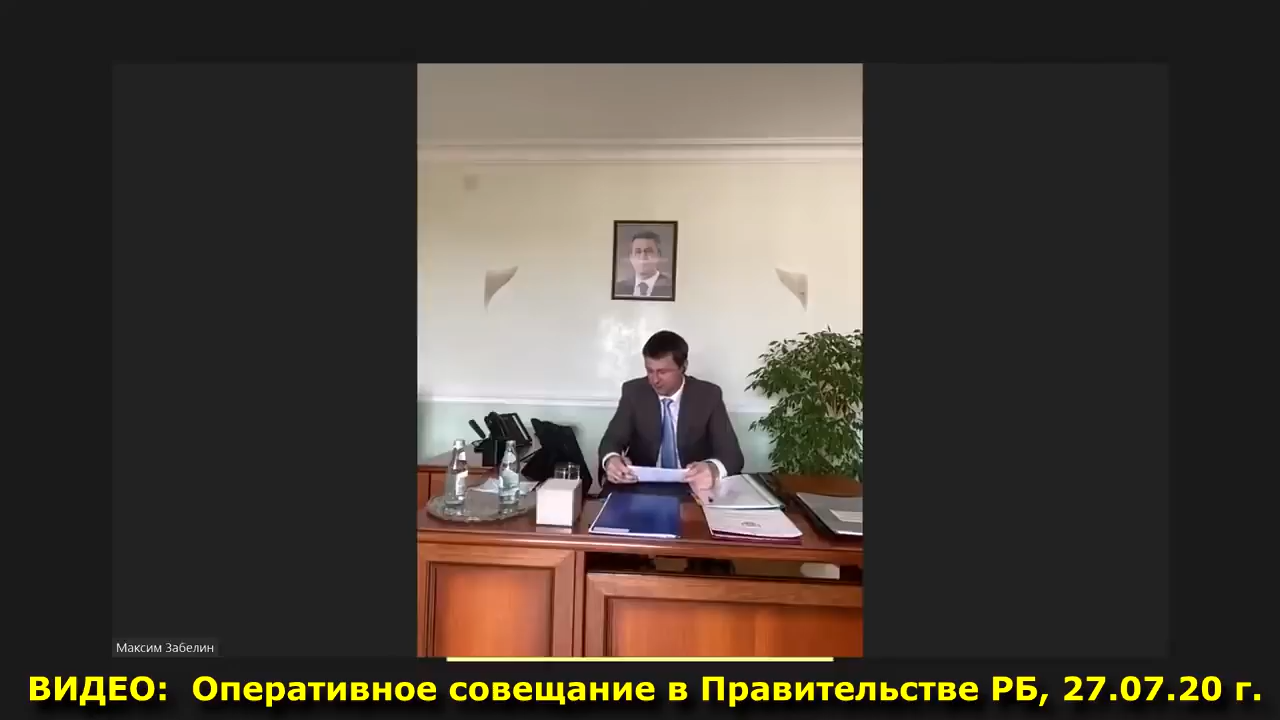 Максим Забелин
ВИДЕО: Оперативное совещание в Правительстве РБ, 27.07.20 г.